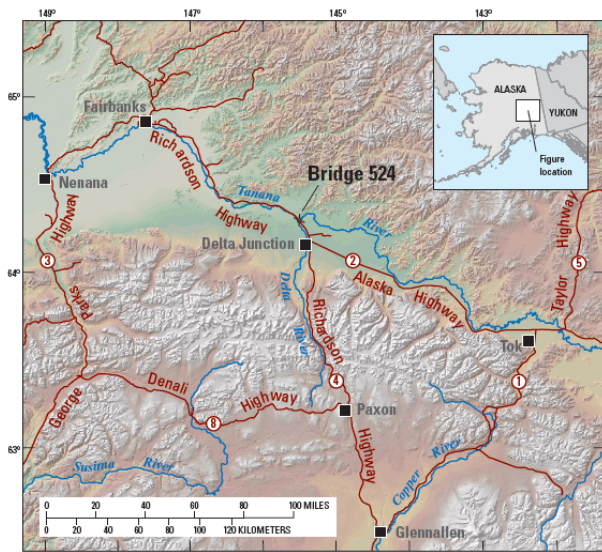 149° 147° 145° 143°
65°
64°
63°
ALASKA
YUKON
Figure
location
Fairbanks
Richardson
Nenana
Tanana
Bridge 524
Highway
River
Highway
Delta Junction
Highway
3
2
5
Alaska
Highway
Taylor
Delta
River
Richardson
Parks
Tok
4
1
Denali
Highway
8
George
Paxon
Highway
Susima River
Copper River
Glennallen
0 20 40 60 80 100 MILES
0 20 40 60 80 100 120 KILOMETERS